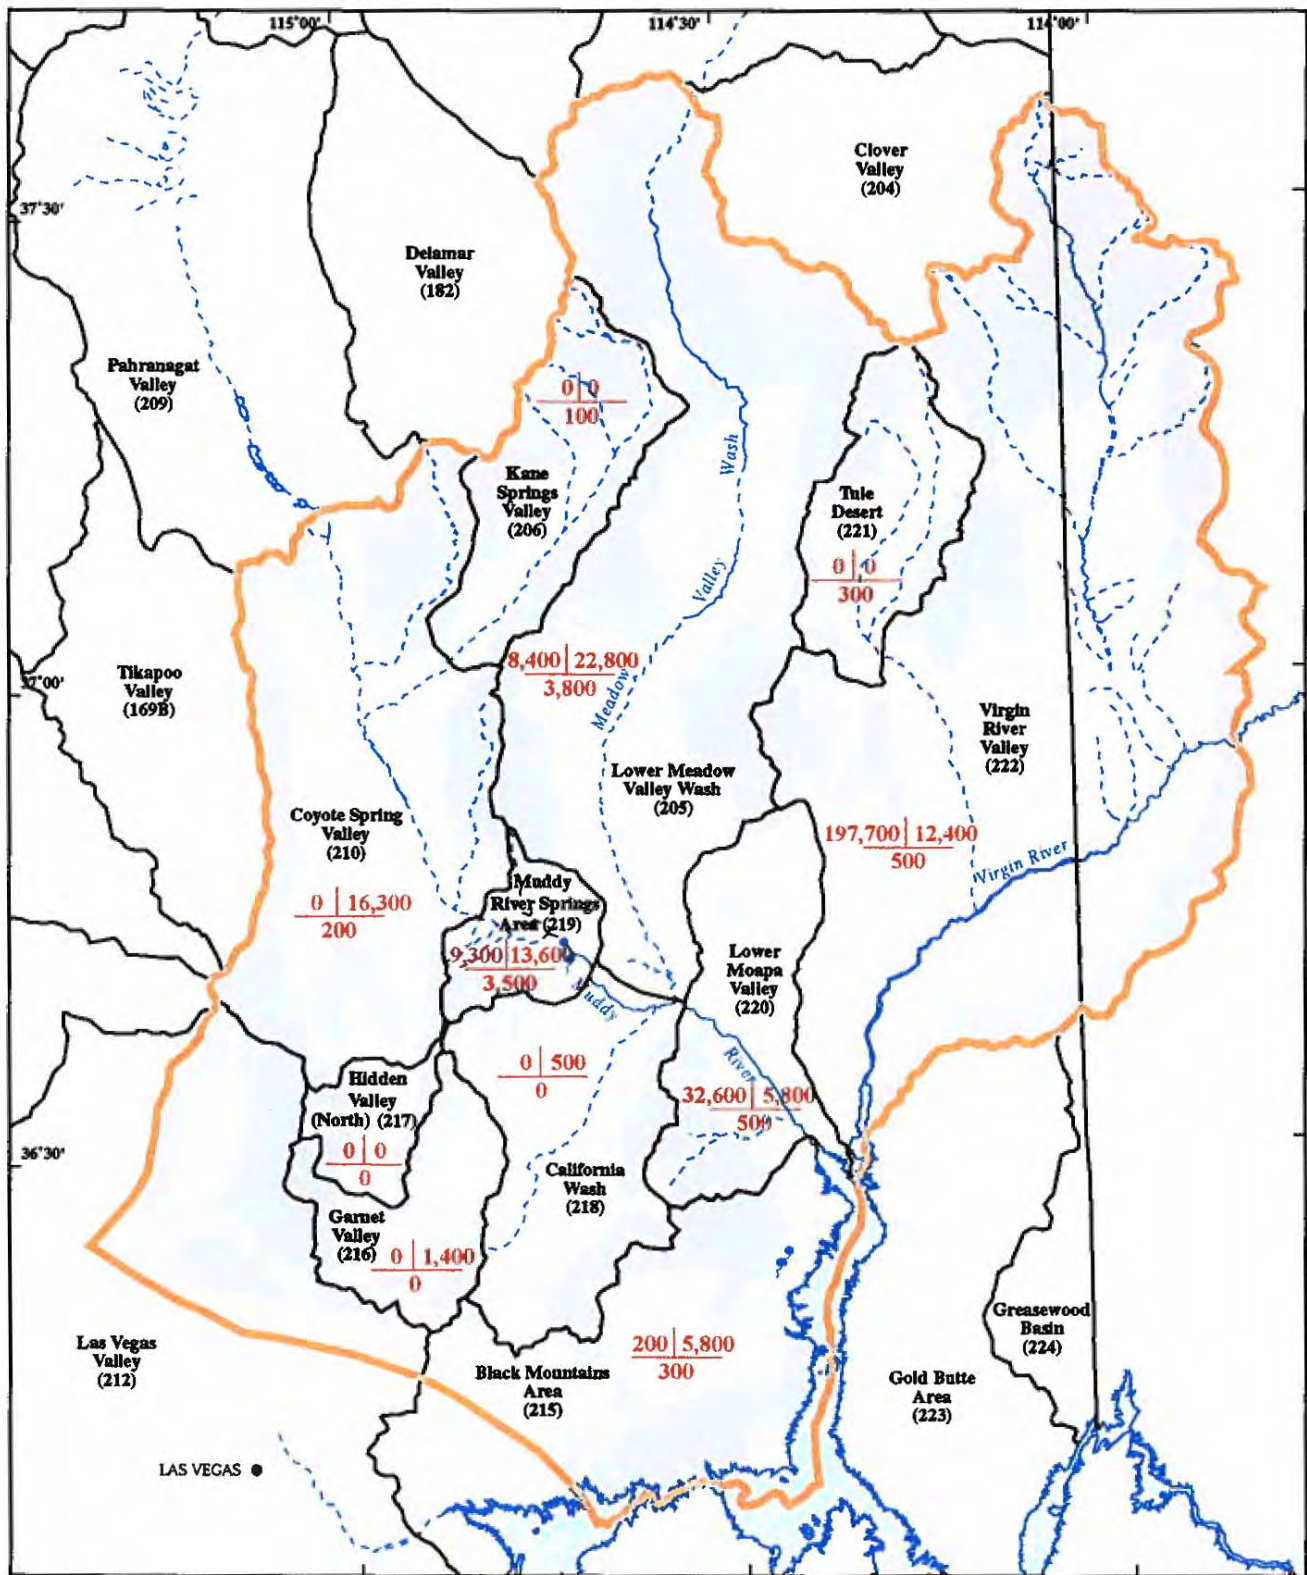 115°00'
114°30'
114°00'
Clover
Valley
(204)
37°30'
Delamar
Valley
(182)
Pahranagat
Valley
(209)
0 | 0
100
Wash
Kane
Springs
Valley
(206)
Tule
Desert
(221)
0 | 0
300
Valley
8,400 | 22,800
3,800
Meadow
37°00'
Tikapoo
Valley
(169B)
Virgin
River
Valley
(222)
Lower Meadow
Valley Wash
(205)
Coyote Spring
Valley
(210)
197,700 | 12,400
500
Virgin River
0 | 16,300
200
Muddy
River Springs
Area (219)
9,300 | 13,600
3,500
Muddy
Lower
Moapa
Valley
(220)
0 | 500
0
River
32,600 | 5,800
500
Hidden
Valley
(North) (217)
0 | 0
0
36°30'
California
Wash
(218)
Garnet
Valley
(216)
0 | 1,400
0
Greasewood
Basin
(224)
Las Vegas
Valley
(212)
200 | 5,800
300
Black Mountains
Area
(215)
Gold Butte
Area
(223)
LAS VEGAS